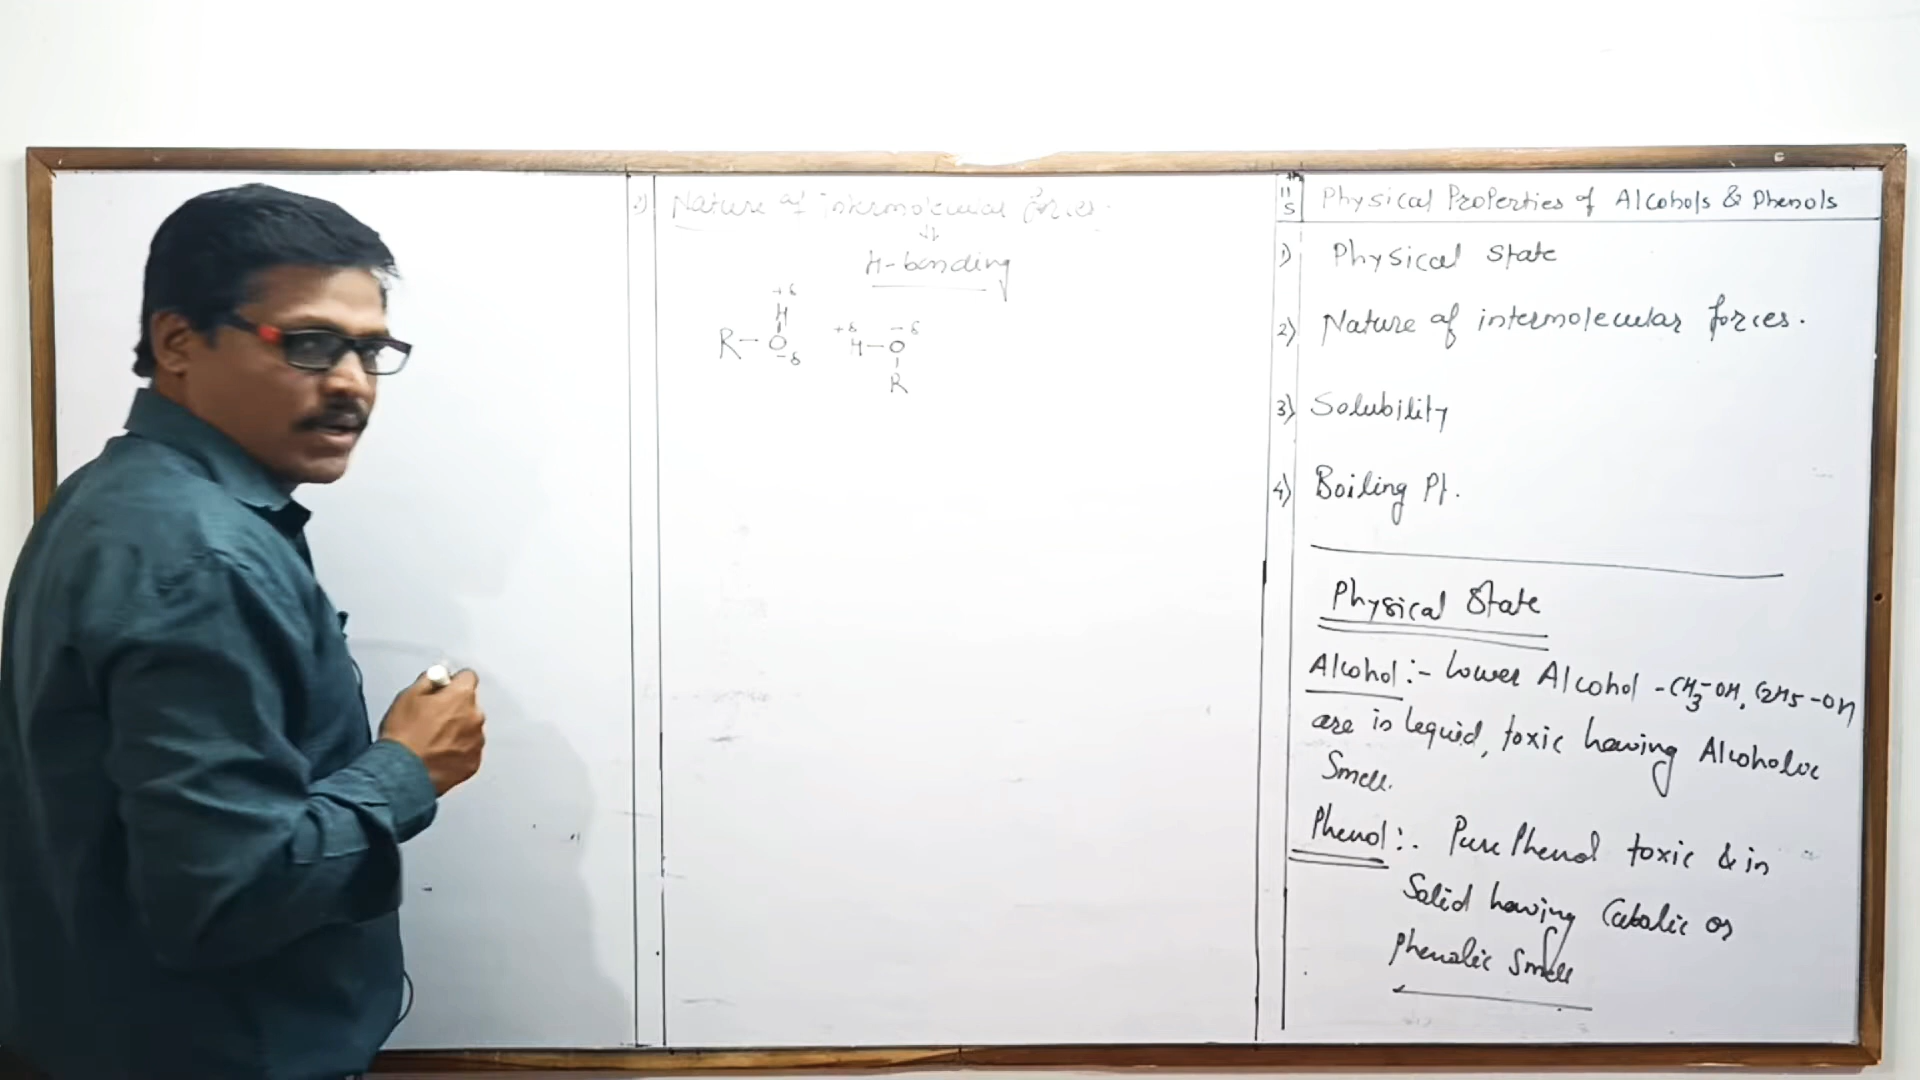 2) Nature of intermolecular forces.
⇓
H-bonding
+δ
H
R-O
-δ
+δ -δ
H-O
R
11
5
Physical Properties of Alcohols & Phenols
1) Physical state
2) Nature of intermolecular forces.
3) Solubility
4) Boiling Pt.
Physical State
Alcohol :- Lower Alcohol - CH3-OH, C2H5-OH
are is lequid, toxic having Alcoholic
Smell.
Phenol :- Pure Phenol toxic & in
Solid having Cabolic or
phenolic Smell